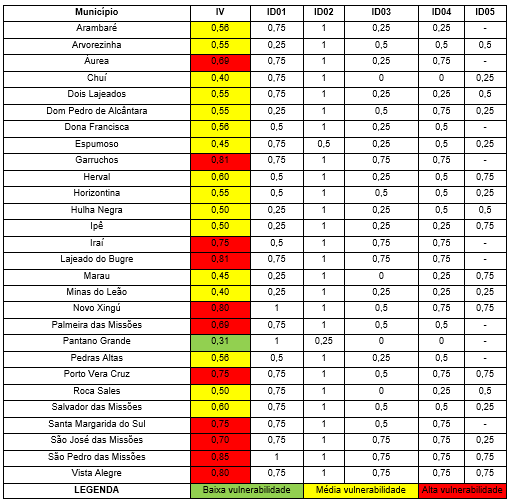 Município IV ID01 ID02 ID03 ID04 ID05
Arambaré 0,56 0,75 1 0,25 0,25 -
Arvorezinha 0,55 0,25 1 0,5 0,5 0,5
Áurea 0,69 0,75 1 0,25 0,75 -
Chuí 0,40 0,75 1 0 0 0,25
Dois Lajeados 0,55 0,75 1 0,25 0,25 0,5
Dom Pedro de Alcântara 0,55 0,25 1 0,5 0,75 0,25
Dona Francisca 0,56 0,5 1 0,25 0,5 -
Espumoso 0,45 0,75 0,5 0,25 0,5 0,25
Garruchos 0,81 0,75 1 0,75 0,75 -
Herval 0,60 0,5 1 0,25 0,5 0,75
Horizontina 0,55 0,5 1 0,5 0,5 0,25
Hulha Negra 0,50 0,25 1 0,25 0,5 0,5
Ipê 0,50 0,25 1 0,25 0,25 0,75
Iraí 0,75 0,5 1 0,75 0,75 -
Lajeado do Bugre 0,81 0,75 1 0,75 0,75 -
Marau 0,45 0,25 1 0 0,25 0,75
Minas do Leão 0,40 0,25 1 0,25 0,25 0,25
Novo Xingú 0,80 1 1 0,5 0,75 0,75
Palmeira das Missões 0,69 0,75 1 0,5 0,5 -
Pantano Grande 0,31 1 0,25 0 0 -
Pedras Altas 0,56 0,5 1 0,25 0,5 -
Porto Vera Cruz 0,75 0,75 1 0,5 0,75 0,75
Roca Sales 0,50 0,75 1 0 0,25 0,5
Salvador das Missões 0,60 0,75 1 0,5 0,5 0,25
Santa Margarida do Sul 0,75 0,75 1 0,5 0,75 -
São José das Missões 0,70 0,75 1 0,75 0,75 0,25
São Pedro das Missões 0,85 1 1 0,75 0,75 0,75
Vista Alegre 0,80 0,75 1 0,75 0,75 0,75
LEGENDA Baixa vulnerabilidade Média vulnerabilidade Alta vulnerabilidade